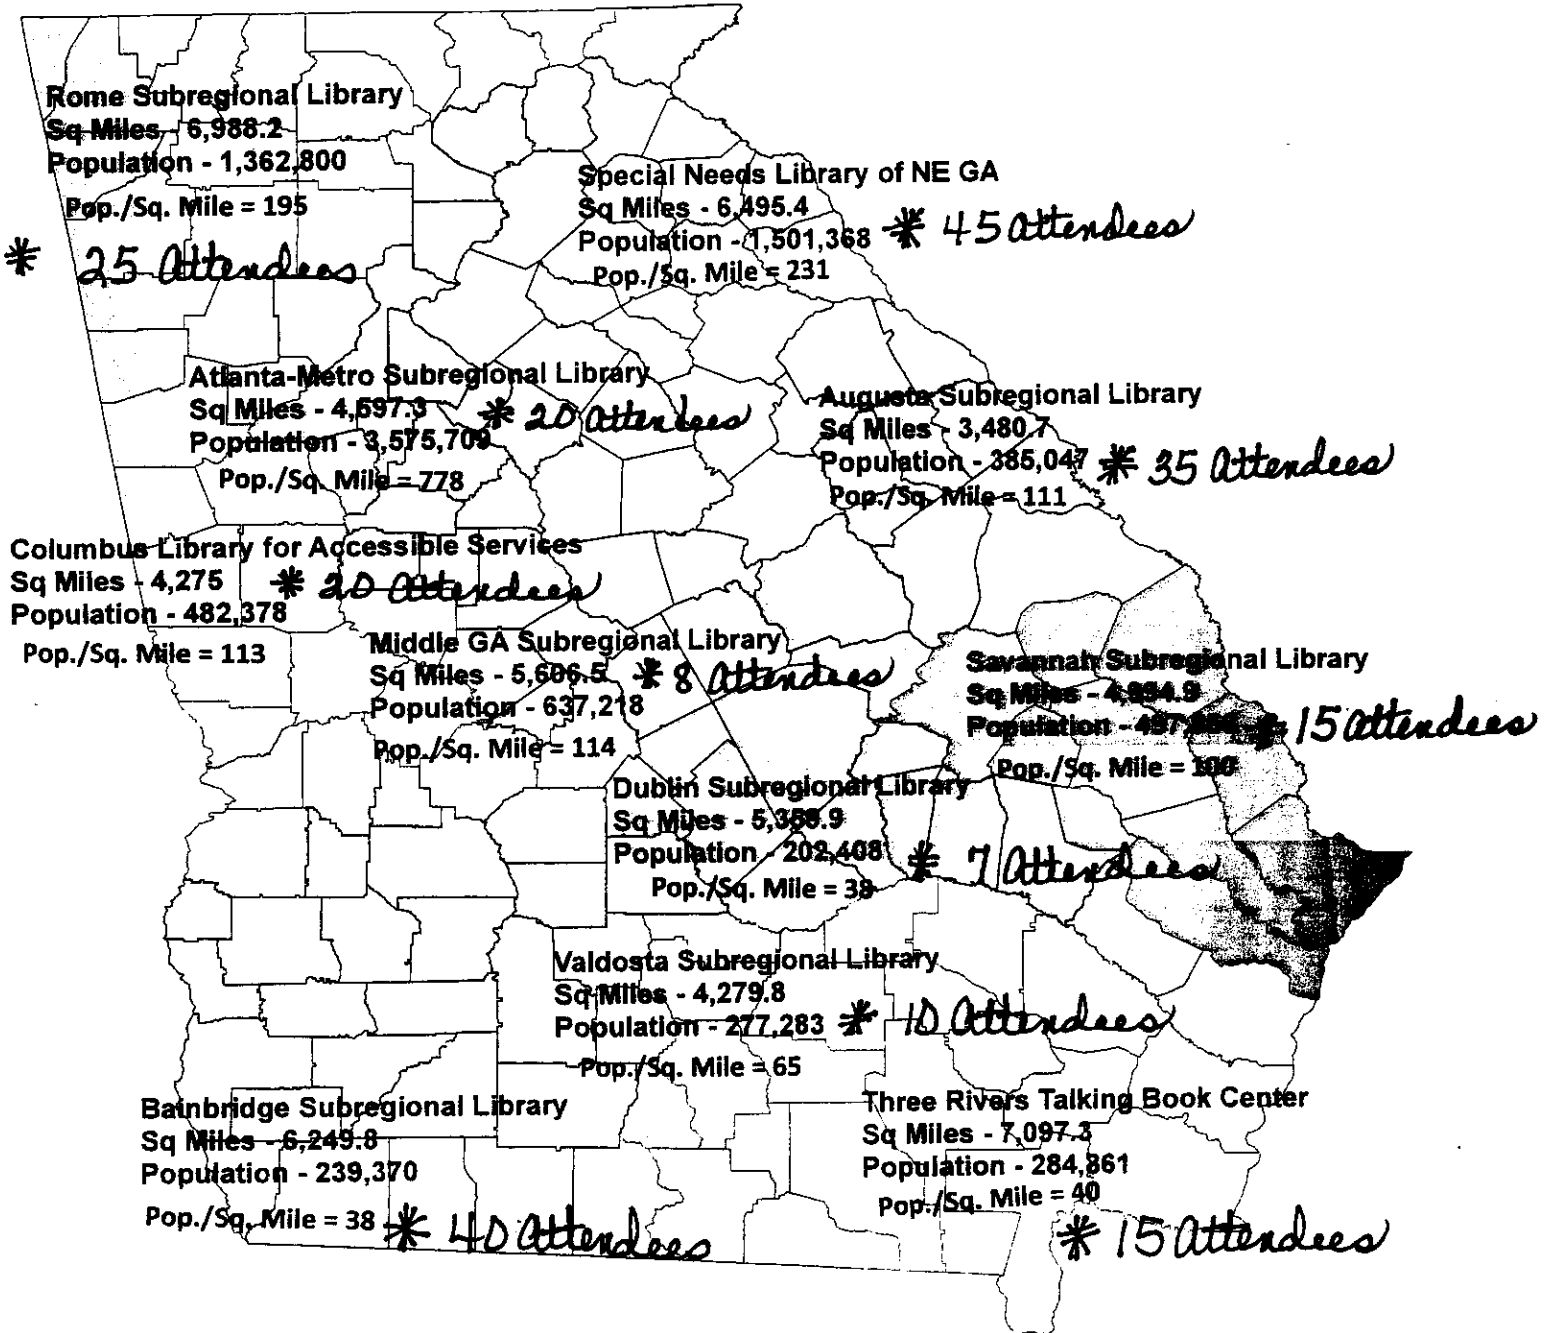 Rome Subregional Library
Sq Miles - 6,988.2
Population - 1,362,800
Pop./Sq. Mile = 195
* 25 Attendees
Special Needs Library of NE GA
Sq Miles - 6,495.4
Population - 1,501,368 * 45 attendees
Pop./Sq. Mile = 231
Atlanta-Metro Subregional Library
Sq Miles - 4,597.3 * 20 attendees
Population - 3,575,709
Pop./Sq. Mile = 778
Augusta Subregional Library
Sq Miles - 3,480.7
Population - 385,047 * 35 attendees
Pop./Sq. Mile = 111
Columbus Library for Accessible Services
Sq Miles - 4,275 * 20 attendees
Population - 482,378
Pop./Sq. Mile = 113
Middle GA Subregional Library
Sq Miles - 5,606.5 * 8 attendees
Population - 637,218
Pop./Sq. Mile = 114
Savannah Subregional Library
Sq Miles -
Population - * 15 attendees
Pop./Sq. Mile = 100
Dublin Subregional Library
Sq Miles -
Population - 202,408 * 7 attendees
Pop./Sq. Mile = 38
Valdosta Subregional Library
Sq Miles - 4,279.8
Population - 277,283 * 10 attendees
Pop./Sq. Mile = 65
Bainbridge Subregional Library
Sq Miles - 6,249.8
Population - 239,370
Pop./Sq. Mile = 38 * 40 attendees
Three Rivers Talking Book Center
Sq Miles - 7,097.3
Population - 284,861
Pop./Sq. Mile = 40
* 15 attendees